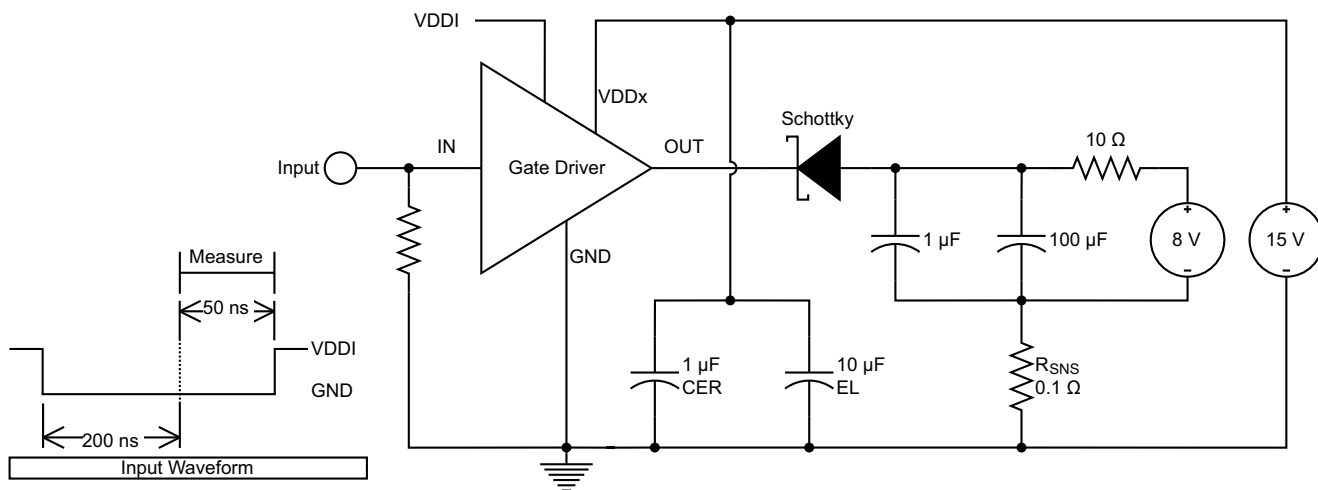 VDDI
VDDx
Schottky
IN
OUT
10 Ω
Input
Gate Driver
+
+
1 µF
100 µF
8 V
15 V
GND
-
-
Measure
50 ns
VDDI
GND
200 ns
Input Waveform
1 µF
CER
10 µF
EL
RSNS
0.1 Ω